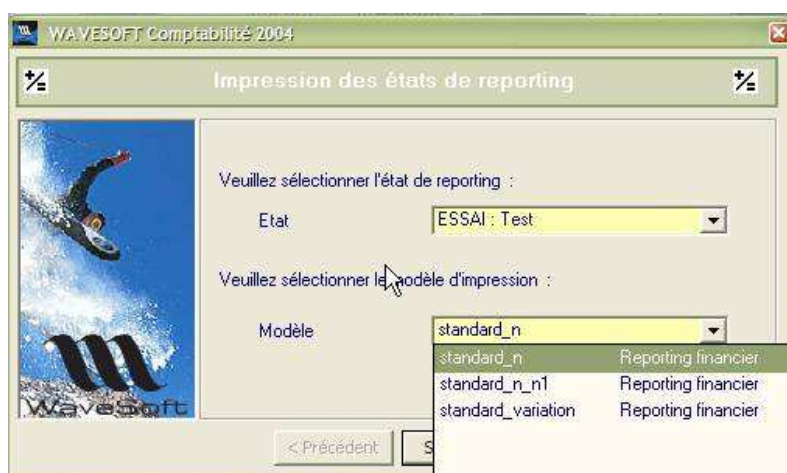 WAVESOFT Comptabilité 2004
Impression des états de reporting
Veuillez sélectionner l'état de reporting :
Etat ESSAI : Test
Veuillez sélectionner le modèle d'impression :
Modèle standard_n
standard_n Reporting financier
standard_n_n1 Reporting financier
standard_variation Reporting financier
WaveSoft
< Précédent